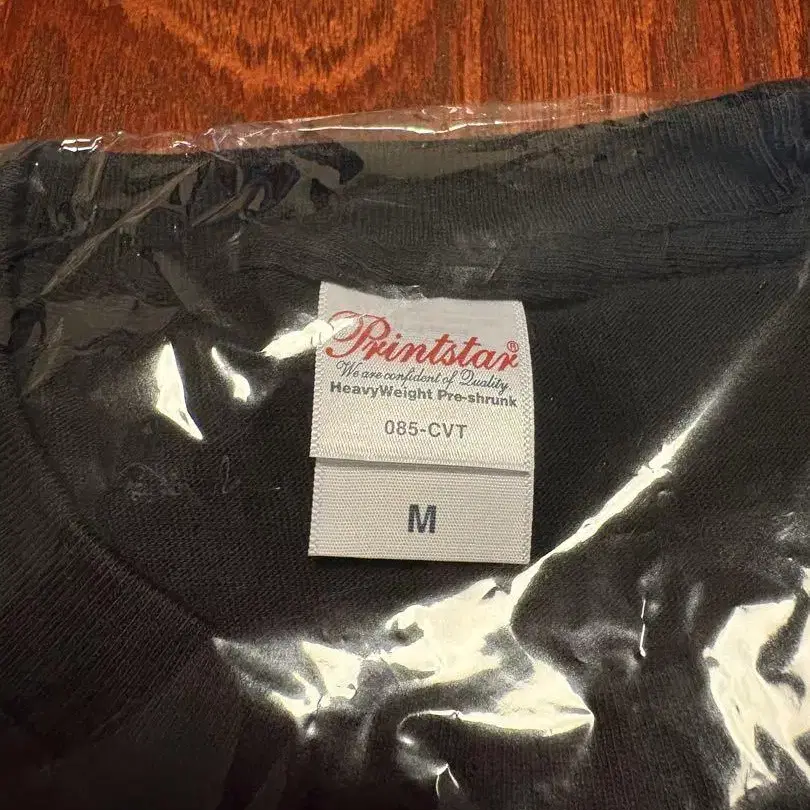 Printstar®
We are confident of Quality
HeavyWeight Pre-shrunk
085-CVT
M